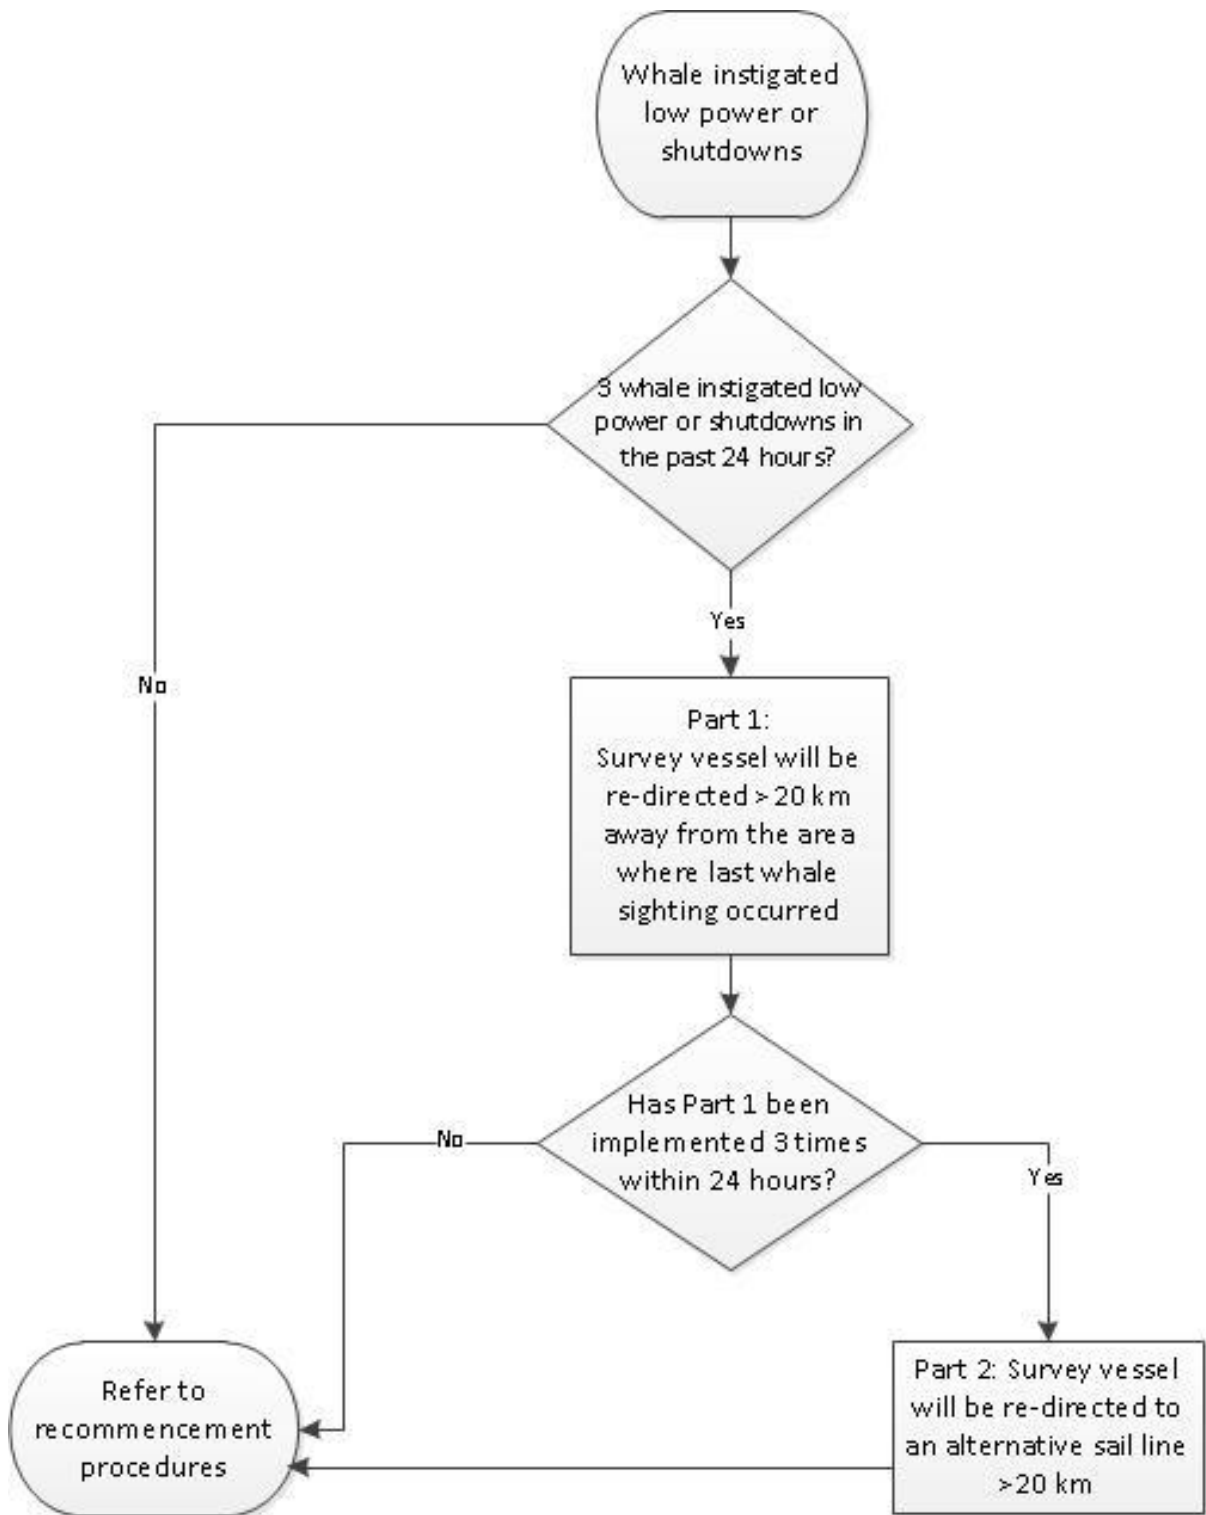 Whale instigated
low power or
shutdowns
3 whale instigated low
power or shutdowns in
the past 24 hours?
Yes
No
Part 1:
Survey vessel will be
re-directed > 20 km
away from the area
where last whale
sighting occurred
Has Part 1 been
implemented 3 times
within 24 hours?
No
Yes
Refer to
recommencement
procedures
Part 2: Survey vessel
will be re-directed to
an alternative sail line
>20 km